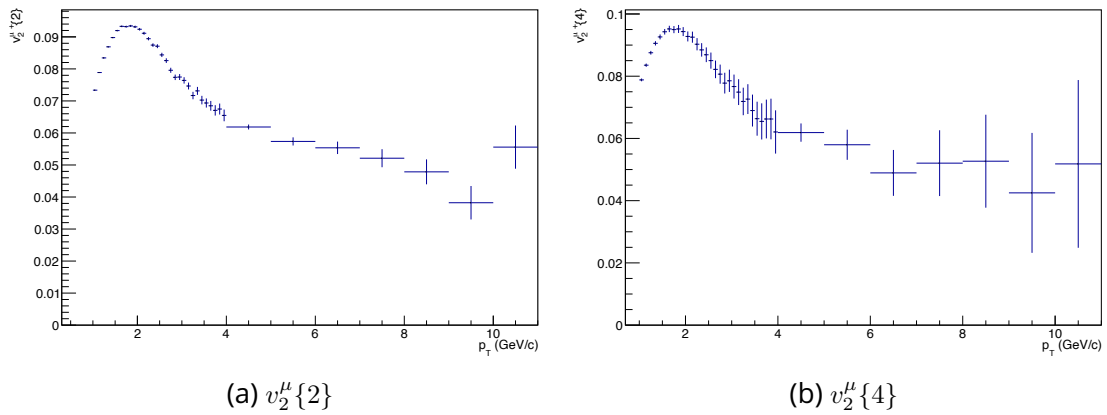 v₂^μ+{2}
0.09
0.08
0.07
0.06
0.05
0.04
0.03
0.02
0.01
0
2 4 6 8 10
p_T (GeV/c)
(a) v₂^μ{2}
v₂^μ+{4}
0.1
0.08
0.06
0.04
0.02
0
2 4 6 8 10
p_T (GeV/c)
(b) v₂^μ{4}